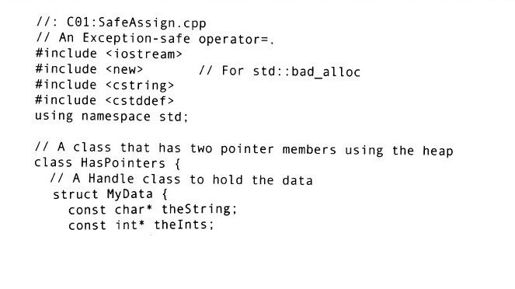 //: C01:SafeAssign.cpp
// An Exception-safe operator=.
#include <iostream>
#include <new>       // For std::bad_alloc
#include <cstring>
#include <cstddef>
using namespace std;

// A class that has two pointer members using the heap
class HasPointers {
  // A Handle class to hold the data
  struct MyData {
    const char* theString;
    const int* theInts;